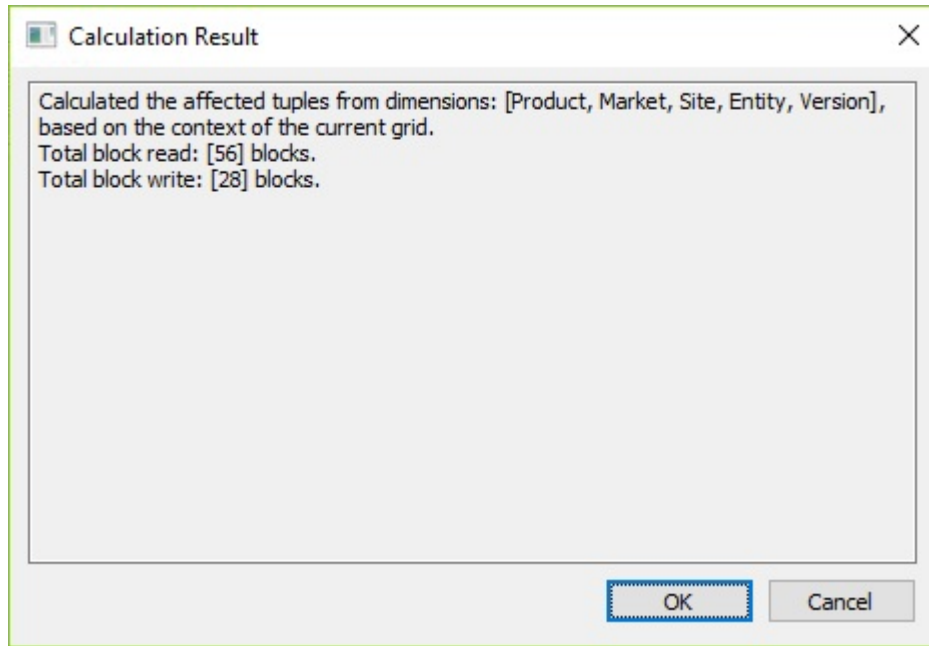 Calculation Result
Calculated the affected tuples from dimensions: [Product, Market, Site, Entity, Version],
based on the context of the current grid.
Total block read: [56] blocks.
Total block write: [28] blocks.
OK
Cancel